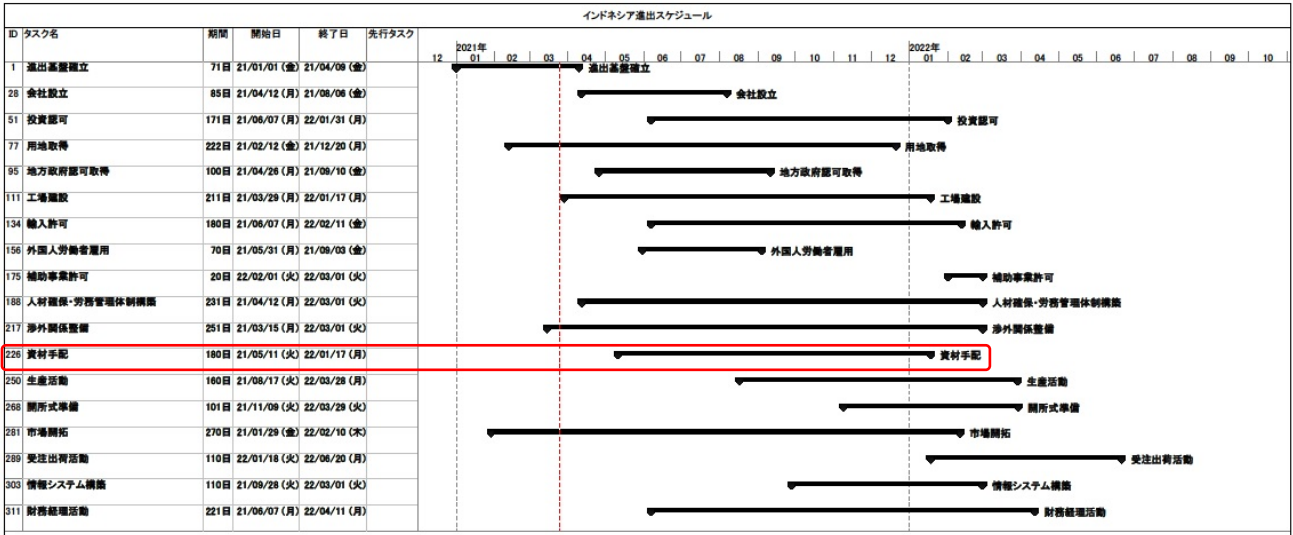 インドネシア進出スケジュール
ID タスク名 期間 開始日 終了日 先行タスク
2021年 2022年
12 01 02 03 04 05 06 07 08 09 10 11 12 01 02 03 04 05 06 07 08 09 10
1 進出基盤確立 71日 21/01/01 (金) 21/04/09 (金) 進出基盤確立
28 会社設立 85日 21/04/12 (月) 21/08/06 (金) 会社設立
51 投資認可 171日 21/06/07 (月) 22/01/31 (月) 投資認可
77 用地取得 222日 21/02/12 (金) 21/12/20 (月) 用地取得
95 地方政府認可取得 100日 21/04/26 (月) 21/09/10 (金) 地方政府認可取得
111 工場建設 211日 21/03/29 (月) 22/01/17 (月) 工場建設
134 輸入許可 180日 21/06/07 (月) 22/02/11 (金) 輸入許可
156 外国人労働者雇用 70日 21/05/31 (月) 21/09/03 (金) 外国人労働者雇用
175 補助事業許可 20日 22/02/01 (火) 22/03/01 (火) 補助事業許可
188 人材確保・労務管理体制構築 231日 21/04/12 (月) 22/03/01 (火) 人材確保・労務管理体制構築
217 渉外関係整備 251日 21/03/15 (月) 22/03/01 (火) 渉外関係整備
226 資材手配 180日 21/05/11 (火) 22/01/17 (月) 資材手配
250 生産活動 160日 21/08/17 (火) 22/03/28 (月) 生産活動
268 開所式準備 101日 21/11/09 (火) 22/03/29 (火) 開所式準備
281 市場開拓 270日 21/01/29 (金) 22/02/10 (木) 市場開拓
289 受注出荷活動 110日 22/01/18 (火) 22/06/20 (月) 受注出荷活動
303 情報システム構築 110日 21/09/28 (火) 22/03/01 (火) 情報システム構築
311 財務経理活動 221日 21/06/07 (月) 22/04/11 (月) 財務経理活動